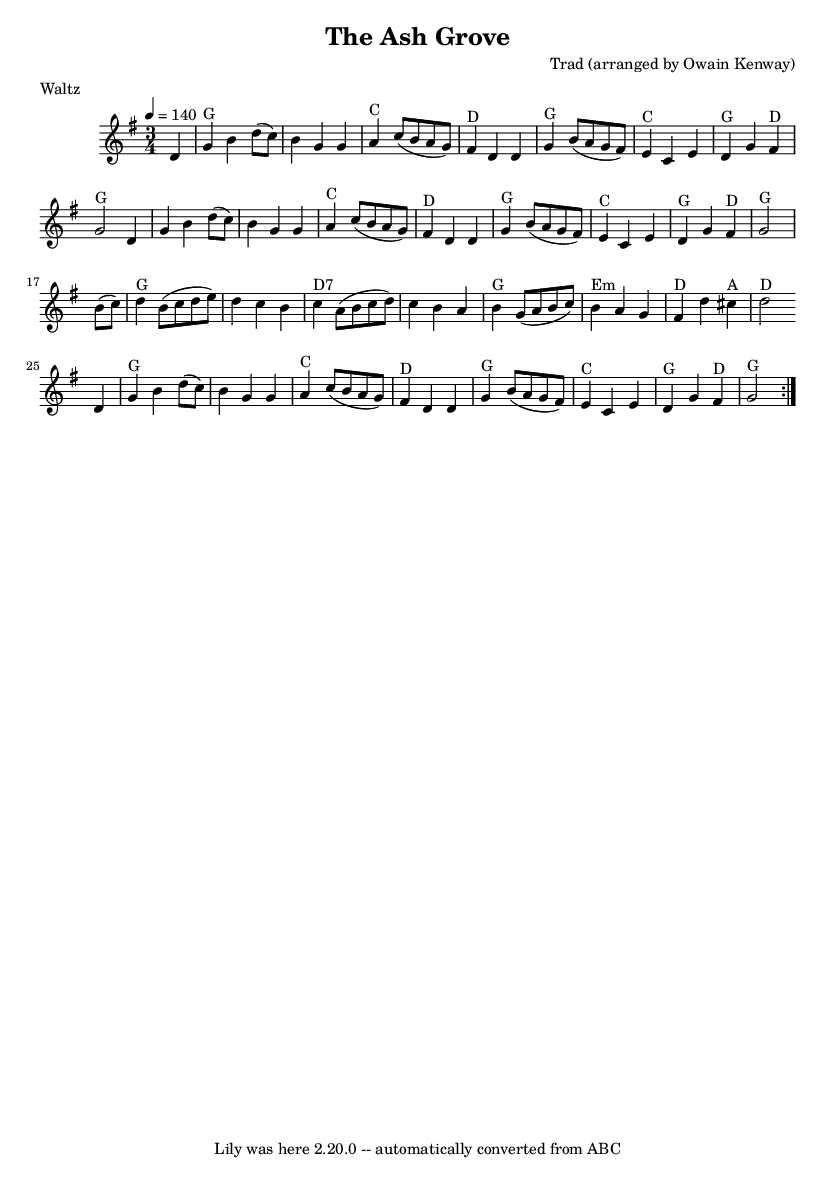 The Ash Grove
Trad (arranged by Owain Kenway)
Waltz
= 140 G C D G C G D
3
4
G C D G C G D G
17 G D7 G Em D A D
25 G C D G C G D G
Lily was here 2.20.0 -- automatically converted from ABC